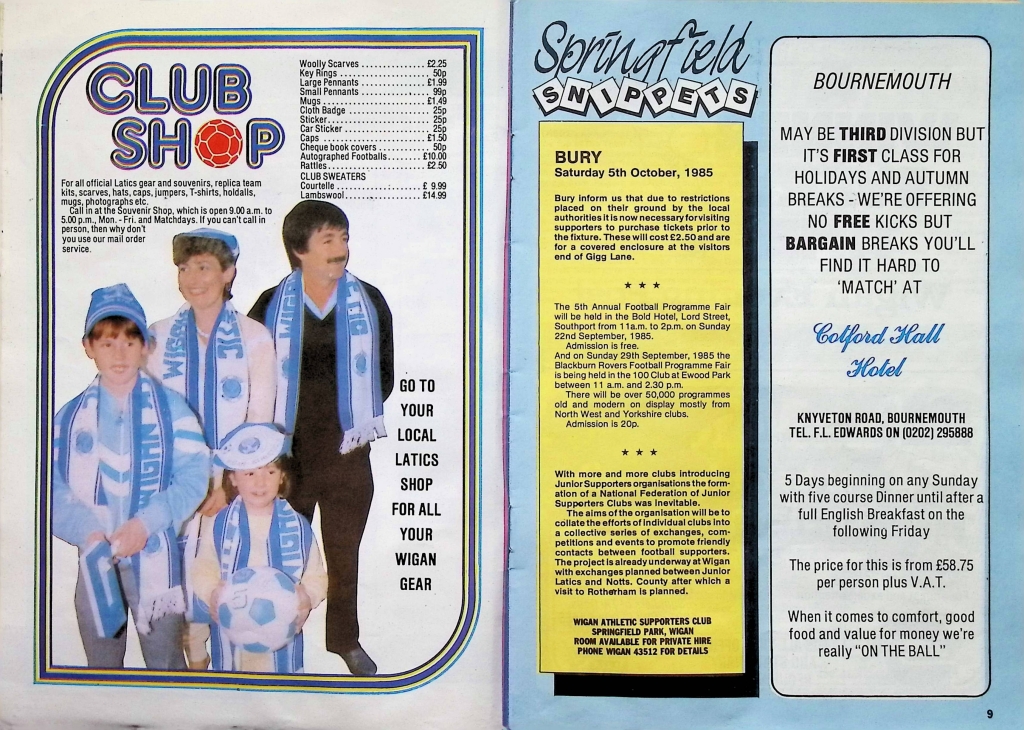 CLUB
SHOP
Woolly Scarves . . . . . . . . . . . . . . £2.25
Key Rings . . . . . . . . . . . . . . . . . . 50p
Large Pennants . . . . . . . . . . . . . £1.99
Small Pennants . . . . . . . . . . . . . 99p
Mugs . . . . . . . . . . . . . . . . . . . . . £1.49
Cloth Badge . . . . . . . . . . . . . . . . 25p
Sticker . . . . . . . . . . . . . . . . . . . . 25p
Car Sticker . . . . . . . . . . . . . . . . . 25p
Caps . . . . . . . . . . . . . . . . . . . . . £1.50
Cheque book covers . . . . . . . . . 50p
Autographed Footballs . . . . . . . £10.00
Rattles . . . . . . . . . . . . . . . . . . . . £2.50
CLUB SWEATERS
Courtelle . . . . . . . . . . . . . . . . . . £ 9.99
Lambswool . . . . . . . . . . . . . . . . £14.99
For all official Latics gear and souvenirs, replica team
kits, scarves, hats, caps, jumpers, T-shirts, holdalls,
mugs, photographs etc.
Call in at the Souvenir Shop, which is open 9.00 a.m. to
5.00 p.m., Mon. - Fri. and Matchdays. If you can't call in
person, then why don't
you use our mail order
service.
GO TO
YOUR
LOCAL
LATICS
SHOP
FOR ALL
YOUR
WIGAN
GEAR
Springfield
SNIPPETS
BURY
Saturday 5th October, 1985
Bury inform us that due to restrictions
placed on their ground by the local
authorities it is now necessary for visiting
supporters to purchase tickets prior to
the fixture. These will cost £2.50 and are
for a covered enclosure at the visitors
end of Gigg Lane.
★ ★ ★
The 5th Annual Football Programme Fair
will be held in the Bold Hotel, Lord Street,
Southport from 11a.m. to 2p.m. on Sunday
22nd September, 1985.
Admission is free.
And on Sunday 29th September, 1985 the
Blackburn Rovers Football Programme Fair
is being held in the 100 Club at Ewood Park
between 11 a.m. and 2.30 p.m.
There will be over 50,000 programmes
old and modern on display mostly from
North West and Yorkshire clubs.
Admission is 20p.
★ ★ ★
With more and more clubs introducing
Junior Supporters organisations the form-
ation of a National Federation of Junior
Supporters Clubs was inevitable.
The aims of the organisation will be to
collate the efforts of individual clubs into
a collective series of exchanges, com-
petitions and events to promote friendly
contacts between football supporters.
The project is already underway at Wigan
with exchanges planned between Junior
Latics and Notts. County after which a
visit to Rotherham is planned.
WIGAN ATHLETIC SUPPORTERS CLUB
SPRINGFIELD PARK, WIGAN
ROOM AVAILABLE FOR PRIVATE HIRE
PHONE WIGAN 43512 FOR DETAILS
BOURNEMOUTH
MAY BE THIRD DIVISION BUT
IT'S FIRST CLASS FOR
HOLIDAYS AND AUTUMN
BREAKS - WE'RE OFFERING
NO FREE KICKS BUT
BARGAIN BREAKS YOU'LL
FIND IT HARD TO
'MATCH' AT
Cotford Hall
Hotel
KNYVETON ROAD, BOURNEMOUTH
TEL. F.L. EDWARDS ON (0202) 295888
5 Days beginning on any Sunday
with five course Dinner until after a
full English Breakfast on the
following Friday
The price for this is from £58.75
per person plus V.A.T.
When it comes to comfort, good
food and value for money we're
really "ON THE BALL"
9